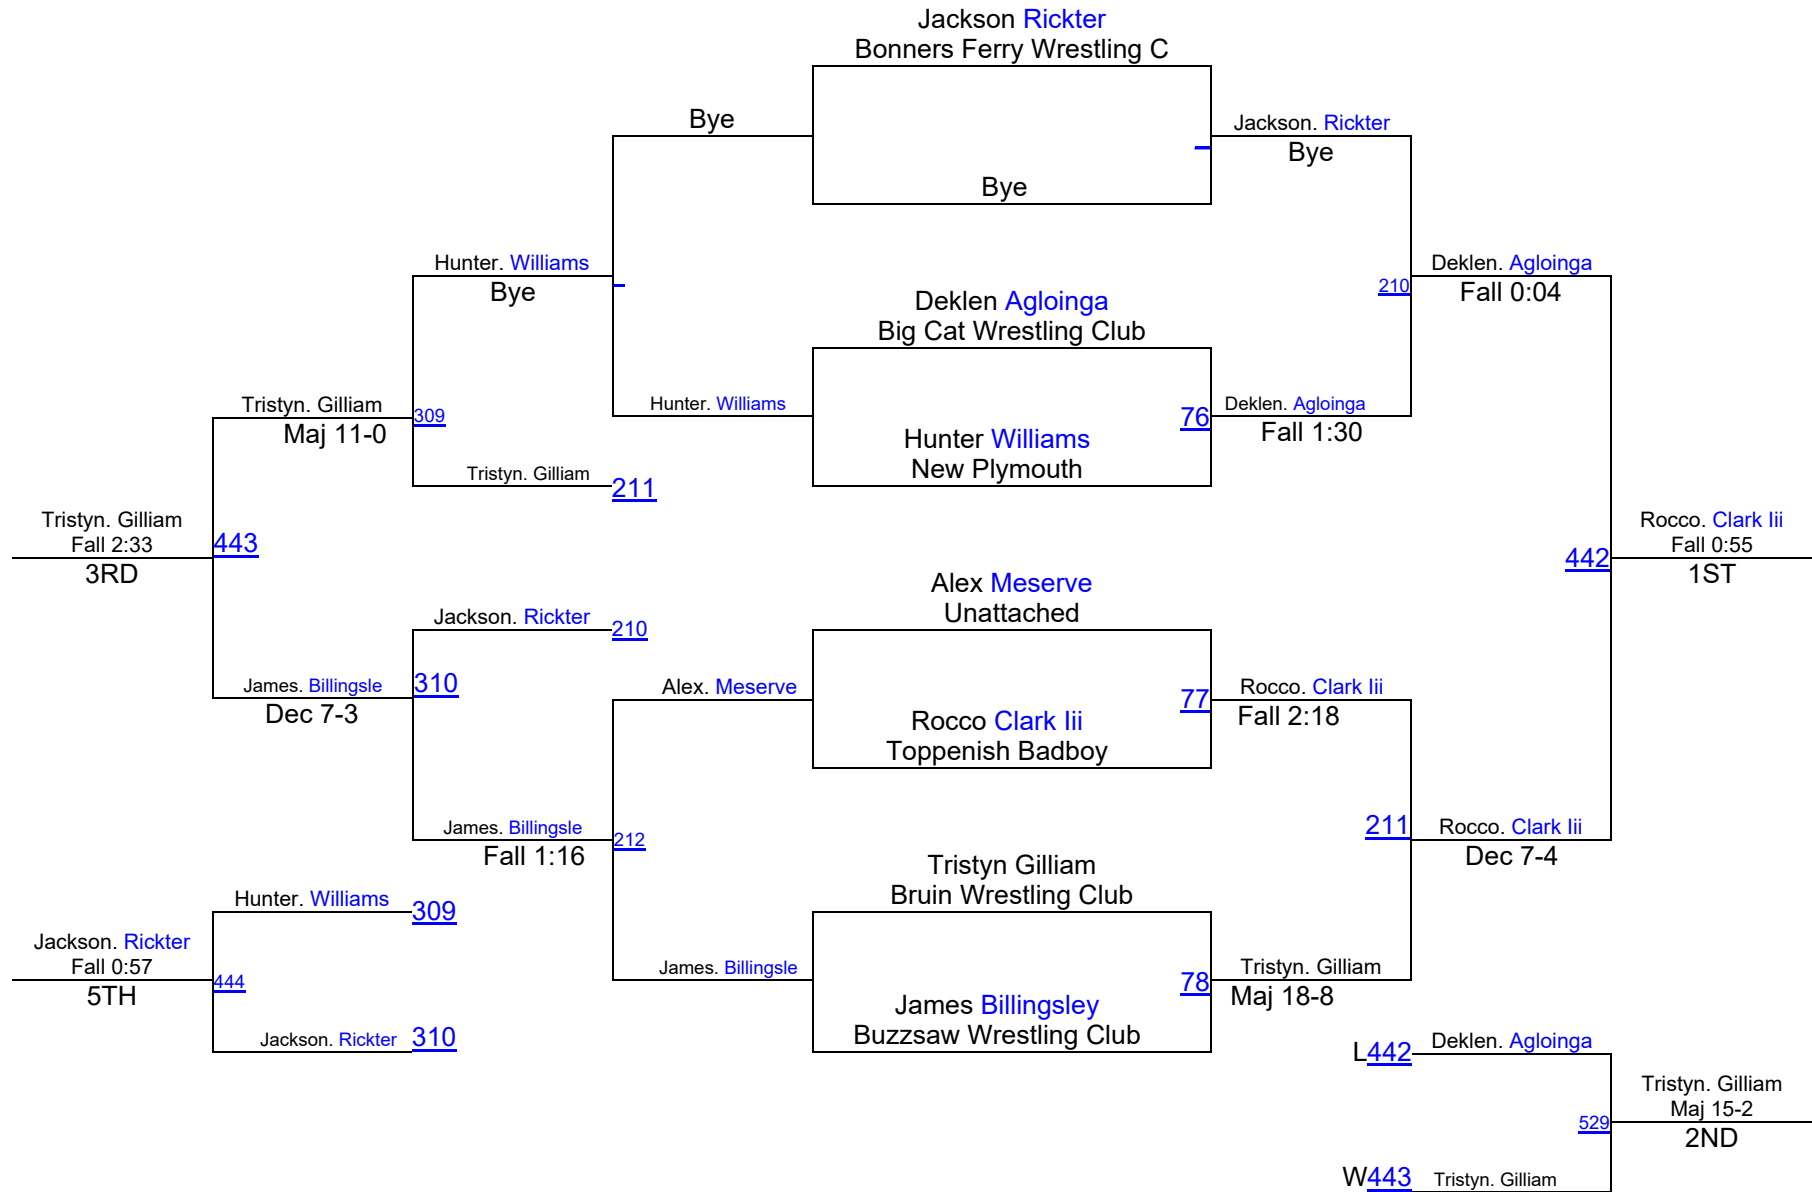 Jackson Rickter
Bonners Ferry Wrestling C
Bye
Jackson. Rickter
Bye
Bye
Hunter. Williams
Bye
Deklen. Agloinga
210
Fall 0:04
Deklen Agloinga
Big Cat Wrestling Club
Tristyn. Gilliam
309
Maj 11-0
Hunter. Williams
76
Deklen. Agloinga
Fall 1:30
Hunter Williams
New Plymouth
Tristyn. Gilliam
211
Tristyn. Gilliam
Fall 2:33
443
3RD
Rocco. Clark Iii
Fall 0:55
442
1ST
Alex Meserve
Unattached
Jackson. Rickter
210
James. Billingsle
310
Dec 7-3
Alex. Meserve
77
Rocco. Clark Iii
Fall 2:18
Rocco Clark Iii
Toppenish Badboy
James. Billingsle
212
Fall 1:16
211
Rocco. Clark Iii
Dec 7-4
Tristyn Gilliam
Bruin Wrestling Club
Hunter. Williams
309
Jackson. Rickter
Fall 0:57
444
5TH
James. Billingsle
78
Tristyn. Gilliam
Maj 18-8
James Billingsley
Buzzsaw Wrestling Club
Jackson. Rickter
310
L442
Deklen. Agloinga
Tristyn. Gilliam
Maj 15-2
529
2ND
W443
Tristyn. Gilliam